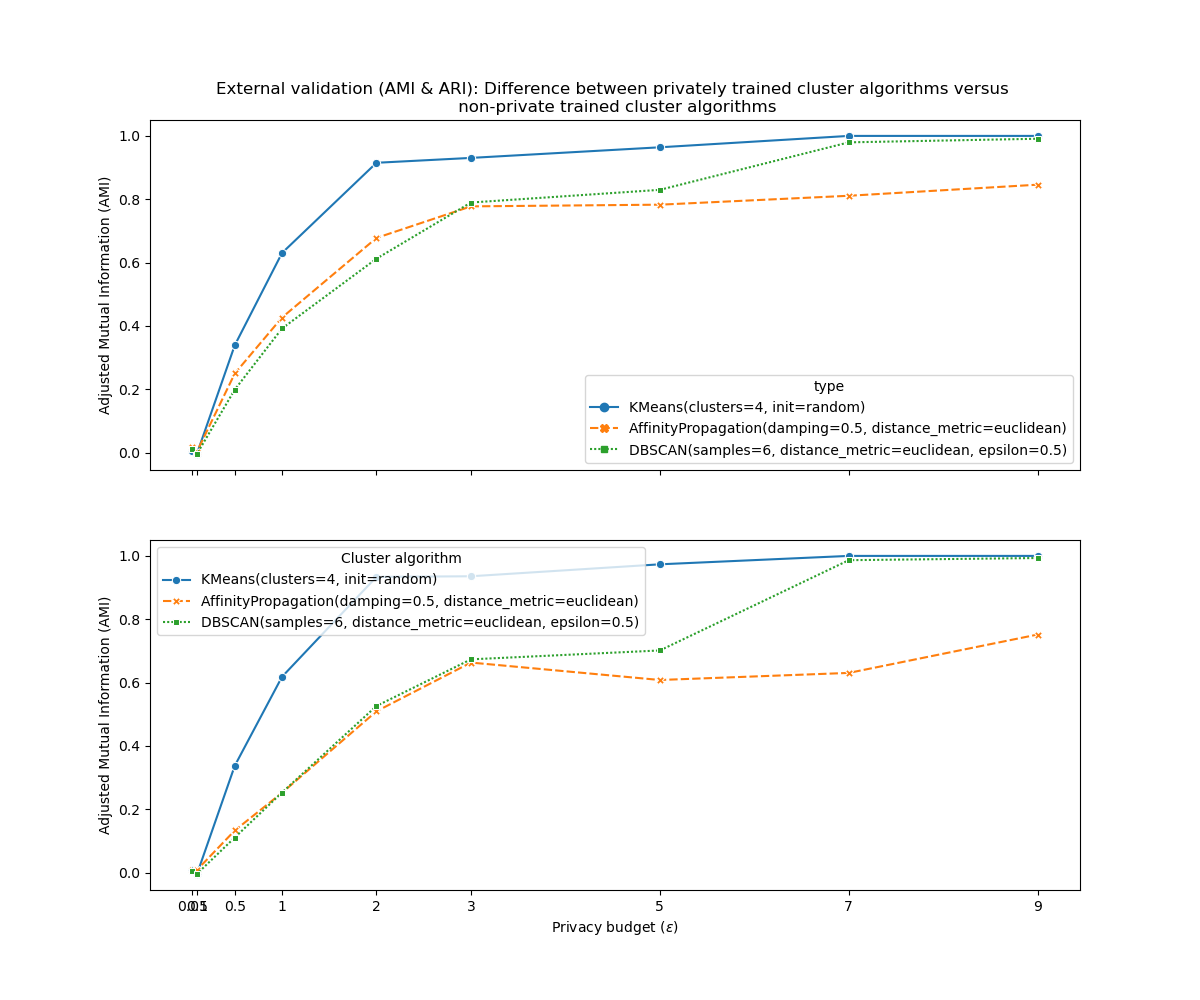 External validation (AMI & ARI): Difference between privately trained cluster algorithms versus
non-private trained cluster algorithms
Adjusted Mutual Information (AMI)
1.0
0.8
0.6
0.4
0.2
0.0
type
KMeans(clusters=4, init=random)
AffinityPropagation(damping=0.5, distance_metric=euclidean)
DBSCAN(samples=6, distance_metric=euclidean, epsilon=0.5)
Adjusted Mutual Information (AMI)
1.0
0.8
0.6
0.4
0.2
0.0
Cluster algorithm
KMeans(clusters=4, init=random)
AffinityPropagation(damping=0.5, distance_metric=euclidean)
DBSCAN(samples=6, distance_metric=euclidean, epsilon=0.5)
0.5 1 2 3 5 7 9
Privacy budget (ε)